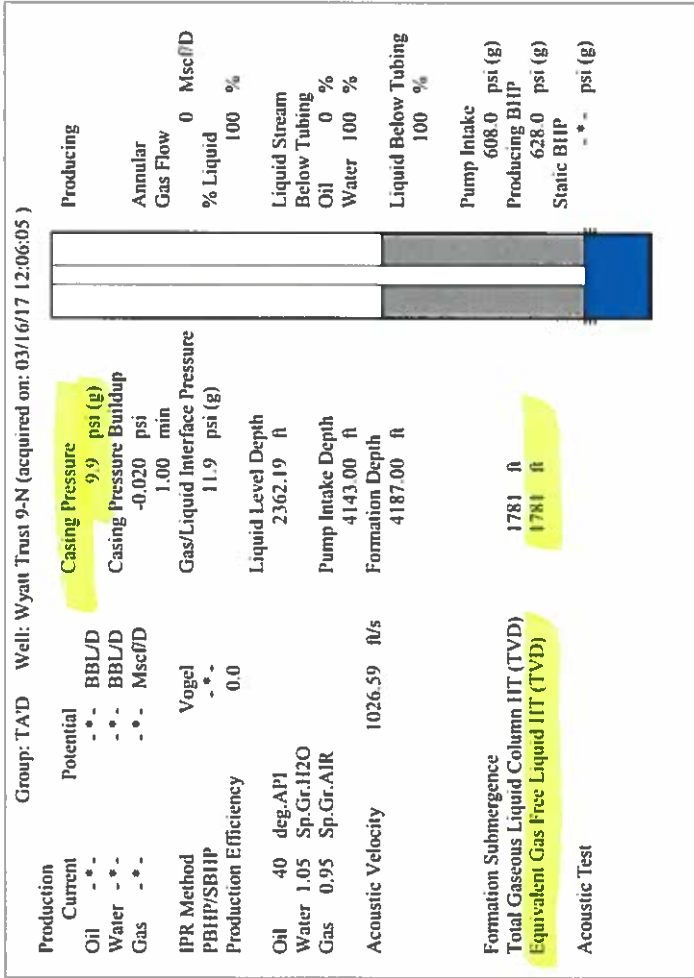 Group: TA'D Well: Wyatt Trust 9-N (acquired on: 03/16/17 12:06:05 )
Production
Current Potential
Oil - * - - * - BBL/D
Water - * - - * - BBL/D
Gas - * - - * - Mscf/D
IPR Method Vogel
PBHP/SBHP - * -
Production Efficiency 0.0
Oil 40 deg.API
Water 1.05 Sp.Gr.H2O
Gas 0.95 Sp.Gr.AIR
Acoustic Velocity 1026.59 ft/s
Formation Submergence
Total Gaseous Liquid Column HT (TVD) 1781 ft
Equivalent Gas Free Liquid HT (TVD) 1781 ft
Acoustic Test
Casing Pressure
9.9 psi (g)
Casing Pressure Buildup
-0.020 psi
1.00 min
Gas/Liquid Interface Pressure
11.9 psi (g)
Liquid Level Depth
2362.19 ft
Pump Intake Depth
4143.00 ft
Formation Depth
4187.00 ft
Producing
Annular
Gas Flow
0 Mscf/D
% Liquid
100 %
Liquid Stream
Below Tubing
Oil 0 %
Water 100 %
Liquid Below Tubing
100 %
Pump Intake
608.0 psi (g)
Producing BHP
628.0 psi (g)
Static BHP
- * - psi (g)